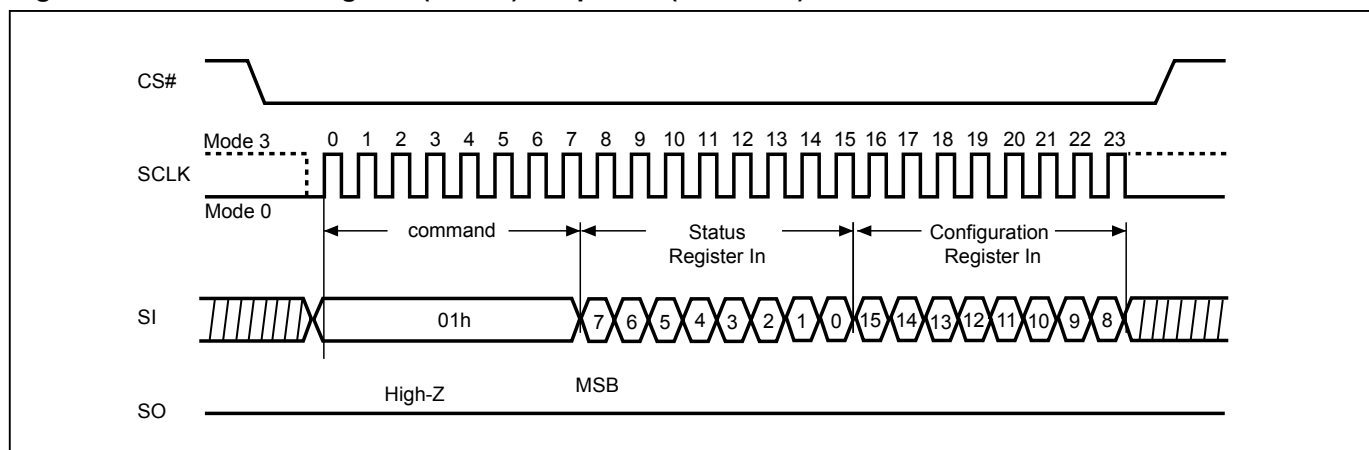 CS#
Mode 3
0 1 2 3 4 5 6 7 8 9 10 11 12 13 14 15 16 17 18 19 20 21 22 23
SCLK
Mode 0
command Status Configuration
Register In Register In
SI 01h 7 6 5 4 3 2 1 0 15 14 13 12 11 10 9 8
High-Z MSB
SO